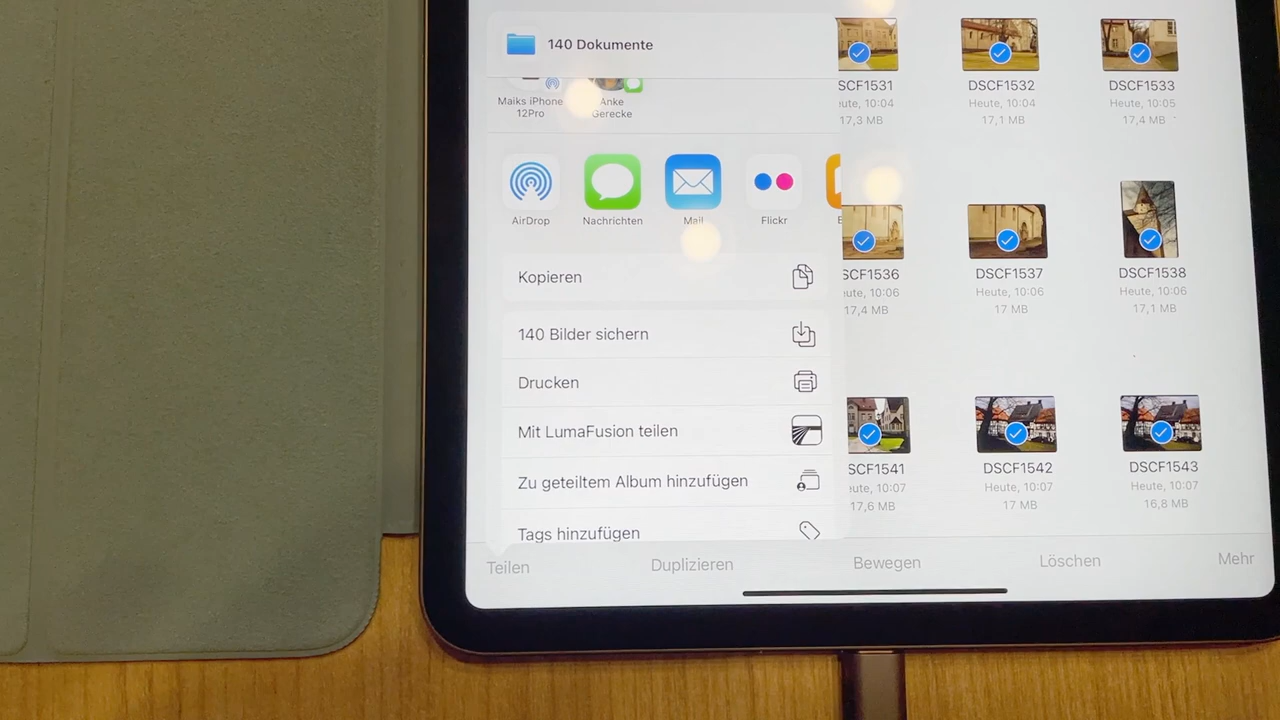 140 Dokumente
Maiks iPhone
12Pro
Anke
Gerecke
AirDrop
Nachrichten
Mail
Flickr
Kopieren
140 Bilder sichern
Drucken
Mit LumaFusion teilen
Zu geteiltem Album hinzufügen
Tags hinzufügen
SCF1531
eute, 10:04
17,3 MB
DSCF1532
Heute, 10:04
17,1 MB
DSCF1533
Heute, 10:05
17,4 MB
SCF1536
eute, 10:06
17,4 MB
DSCF1537
Heute, 10:06
17 MB
DSCF1538
Heute, 10:06
17,1 MB
SCF1541
eute, 10:07
17,6 MB
DSCF1542
Heute, 10:07
17 MB
DSCF1543
Heute, 10:07
16,8 MB
Teilen
Duplizieren
Bewegen
Löschen
Mehr